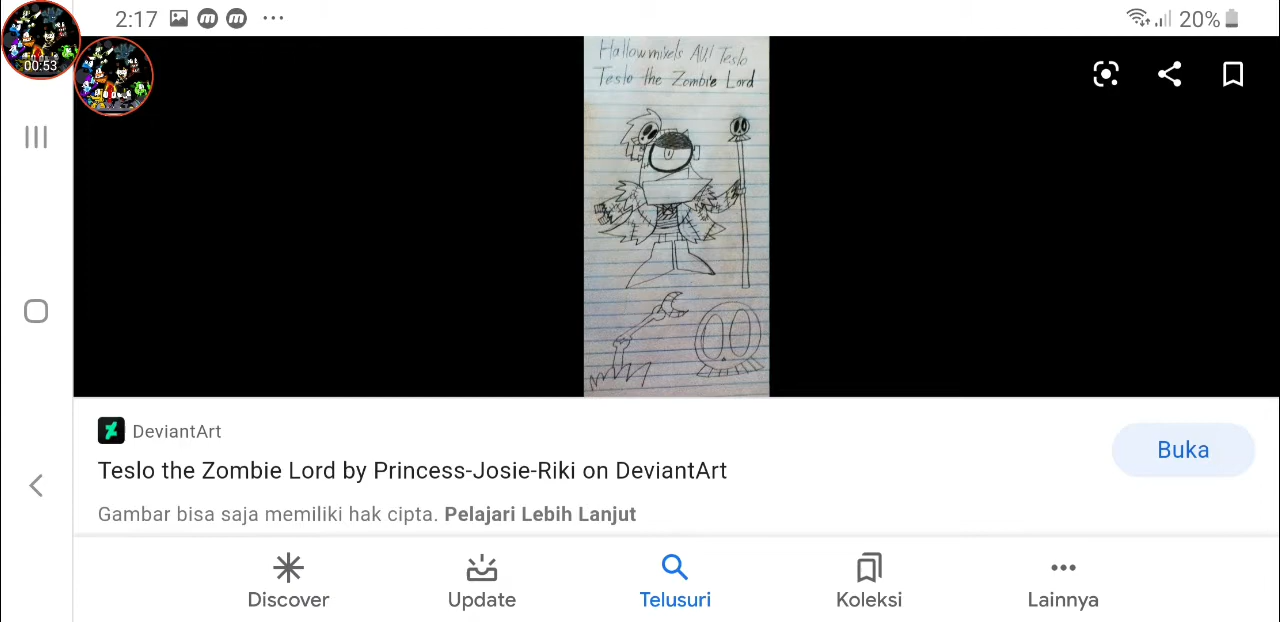 2:17
20%
00:53
Hallowmixels AU! Teslo
Teslo the Zombie Lord
DeviantArt
Teslo the Zombie Lord by Princess-Josie-Riki on DeviantArt
Buka
Gambar bisa saja memiliki hak cipta. Pelajari Lebih Lanjut
Discover
Update
Telusuri
Koleksi
Lainnya